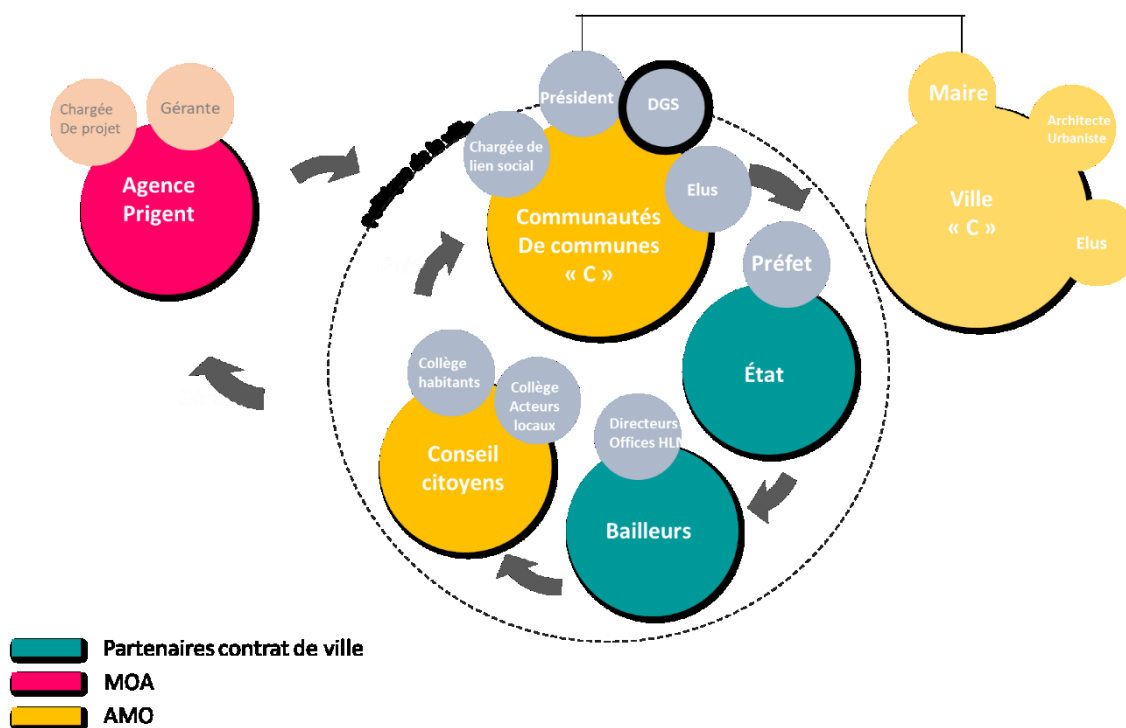 Chargée
De projet
Gérante
Agence
Prigent
Président
DGS
Chargée de
lien social
Elus
Communautés
De communes
« C »
Maire
Architecte
Urbaniste
Ville
« C »
Elus
Préfet
État
Collège
habitants
Collège
Acteurs
locaux
Conseil
citoyens
Directeurs
Offices HLM
Bailleurs
Partenaires contrat de ville
MOA
AMO